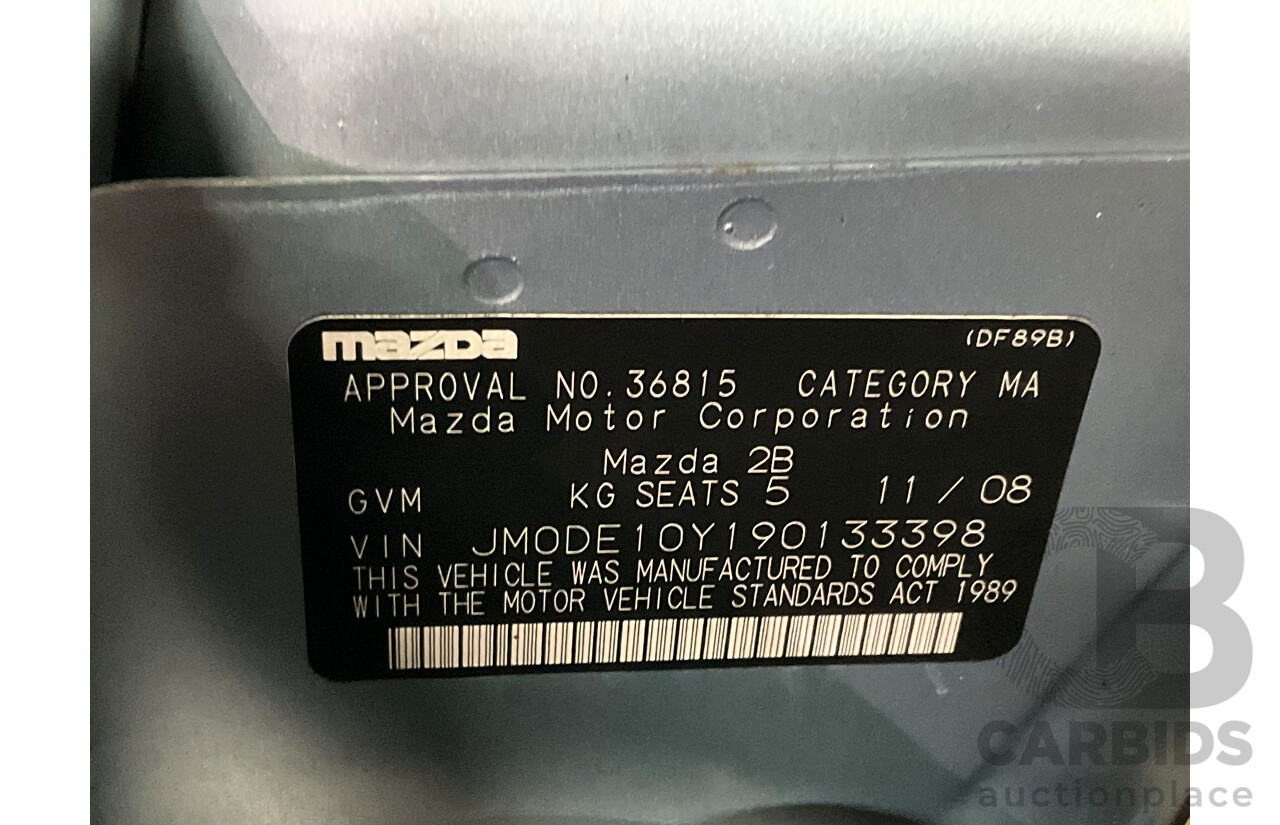 mazda (DF89B)
APPROVAL NO.36815 CATEGORY MA
Mazda Motor Corporation
Mazda 2B
GVM KG SEATS 5 11/08
VIN JM0DE10Y190133398
THIS VEHICLE WAS MANUFACTURED TO COMPLY
WITH THE MOTOR VEHICLE STANDARDS ACT 1989
CARBIDS
auctionplace